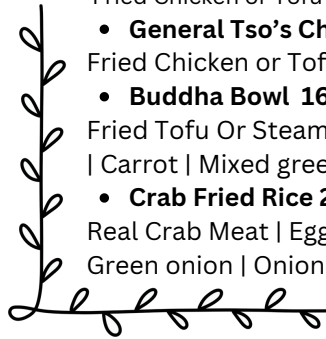 Fried Chicken or Tofu
• General Tso's Ch
Fried Chicken or Tof
• Buddha Bowl 16
Fried Tofu Or Steam
| Carrot | Mixed gree
• Crab Fried Rice 2
Real Crab Meat | Egg
Green onion | Onion